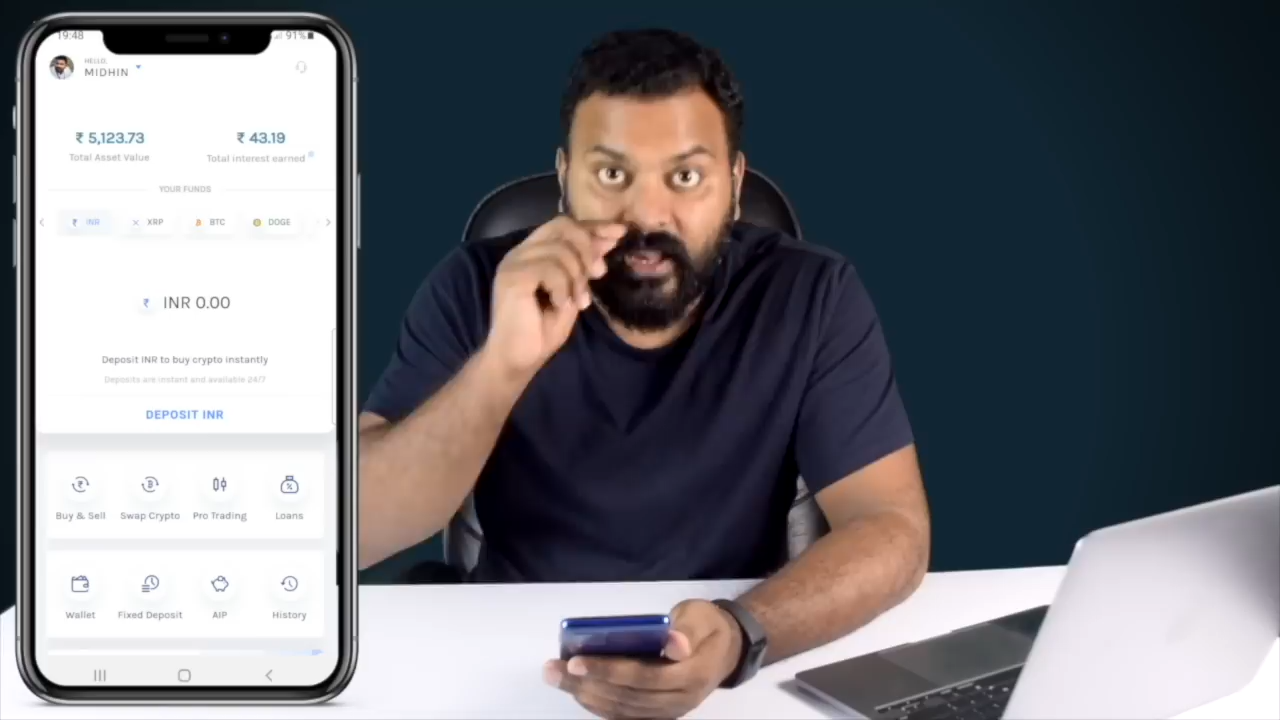 19:48 91%
HELLO,
MIDHIN
₹ 5,123.73 ₹ 43.19
Total Asset Value Total interest earned
YOUR FUNDS
₹ INR XRP BTC DOGE
₹ INR 0.00
Deposit INR to buy crypto instantly
Deposits are instant and available 24/7
DEPOSIT INR
Buy & Sell Swap Crypto Pro Trading Loans
Wallet Fixed Deposit AIP History